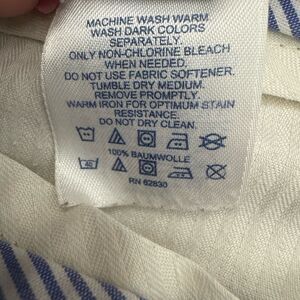 MACHINE WASH WARM
WASH DARK COLORS
SEPARATELY.
ONLY NON-CHLORINE BLEACH
WHEN NEEDED.
DO NOT USE FABRIC SOFTENER.
TUMBLE DRY MEDIUM.
REMOVE PROMPTLY.
WARM IRON FOR OPTIMUM STAIN
RESISTANCE.
DO NOT DRY CLEAN.
40
100% BAUMWOLLE
RN 62830